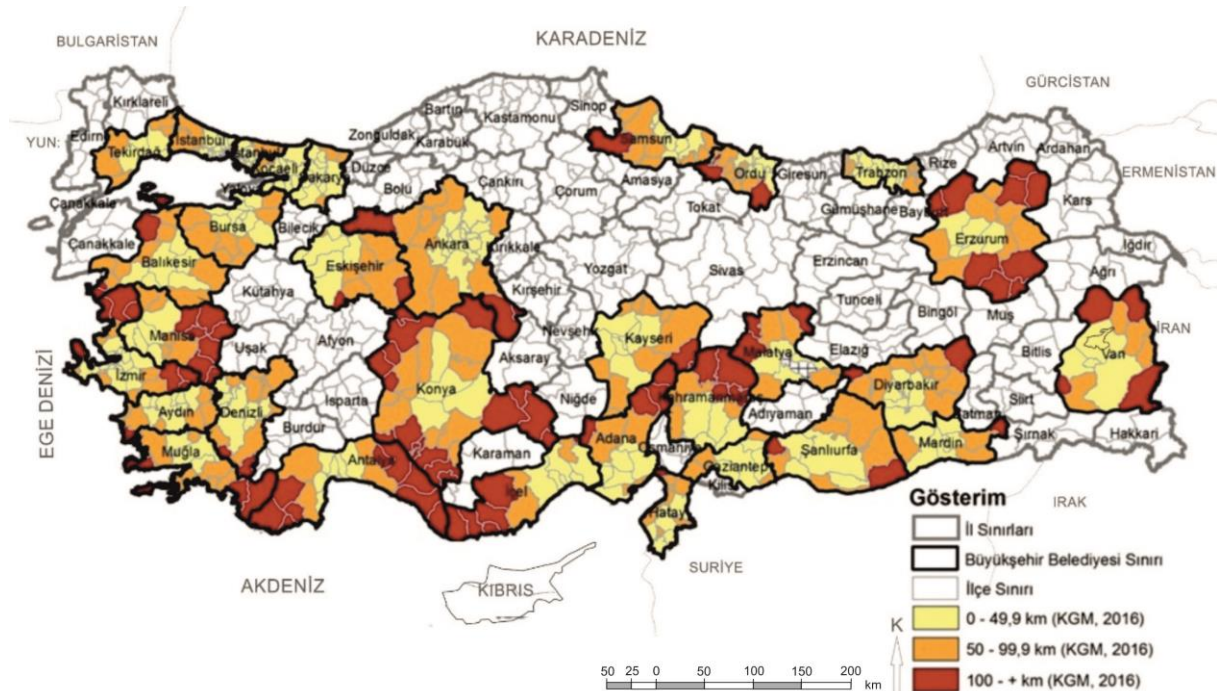 BULGARİSTAN
KARADENİZ
GÜRCİSTAN
YUN:
ERMENİSTAN
İRAN
EGE DENİZİ
AKDENİZ
KIBRIS
SURİYE
IRAK
Kırklareli
Edirn
Tekirdağ
İstanbul
Kocaeli
Sakary
Düzce
Zonguldak
Bartın
Karabük
Kastamonu
Sinop
Samsun
Ordu
Giresun
Trabzon
Rize
Artvin
Ardahan
Kars
Iğdir
Ağrı
Çanakkale
Çanakkale
Balıkesir
Bursa
Bilecik
Bolu
Çankırı
Çorum
Amasya
Tokat
Gümüşhane
Bayburt
Erzurum
Erzincan
Eskişehir
Ankara
Kırıkkale
Yozgat
Sivas
Tunceli
Bingöl
Muş
Kütahya
Kırşehir
Nevşehir
Kayseri
Malatya
Elazığ
Bitlis
Van
Manisa
Uşak
Afyon
Konya
Aksaray
Niğde
Diyarbakır
Siirt
Batman
Şırnak
Hakkari
İzmir
Aydın
Denizli
Isparta
Burdur
Karaman
Adana
Adıyaman
Şanlıurfa
Mardin
Gaziantep
Kilis
Hatay
Muğla
Antalya
İçel
Gösterim
İl Sınırları
Büyükşehir Belediyesi Sınırı
İlçe Sınırı
0 - 49,9 km (KGM, 2016)
50 - 99,9 km (KGM, 2016)
100 - + km (KGM, 2016)
K
50 25 0 50 100 150 200
km